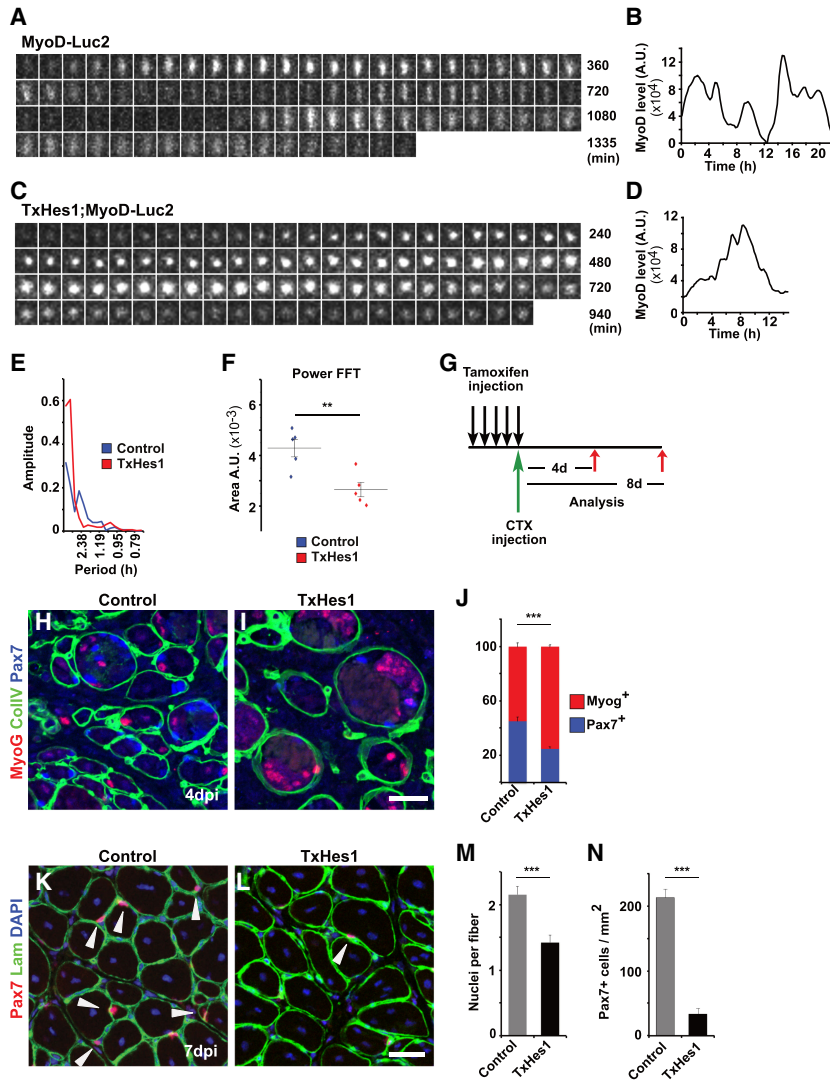 A
MyoD-Luc2
360
720
1080
1335
(min)
B
MyoD level (A.U.)
(x10⁴)
12
8
4
0
0 4 8 12 16 20
Time (h)
C
TxHes1;MyoD-Luc2
240
480
720
940
(min)
D
MyoD level (A.U.)
(x10⁴)
12
8
4
0
0 4 8 12
Time (h)
E
Amplitude
0.6
0.4
0.2
0
2.38
1.19
0.95
0.79
Period (h)
Control
TxHes1
F
Power FFT
**
Area A.U. (x10-³)
6
4
2
Control
TxHes1
G
Tamoxifen
injection
4d
8d
Analysis
CTX
injection
Control
TxHes1
H
I
MyoG ColIV Pax7
4dpi
J
***
100
60
20
Myog⁺
Pax7⁺
Control
TxHes1
Control
TxHes1
K
L
Pax7 Lam DAPI
7dpi
M
***
Nuclei per fiber
2
1
0
Control
TxHes1
N
***
Pax7+ cells / mm²
200
100
0
Control
TxHes1